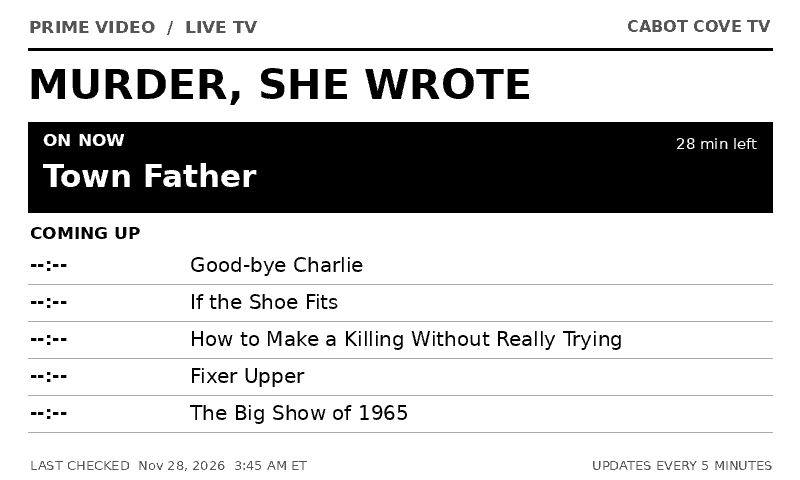 PRIME VIDEO / LIVE TV
CABOT COVE TV
MURDER, SHE WROTE
ON NOW
28 min left
Town Father
COMING UP
--:-- Good-bye Charlie
--:-- If the Shoe Fits
--:-- How to Make a Killing Without Really Trying
--:-- Fixer Upper
--:-- The Big Show of 1965
LAST CHECKED Nov 28, 2026 3:45 AM ET
UPDATES EVERY 5 MINUTES